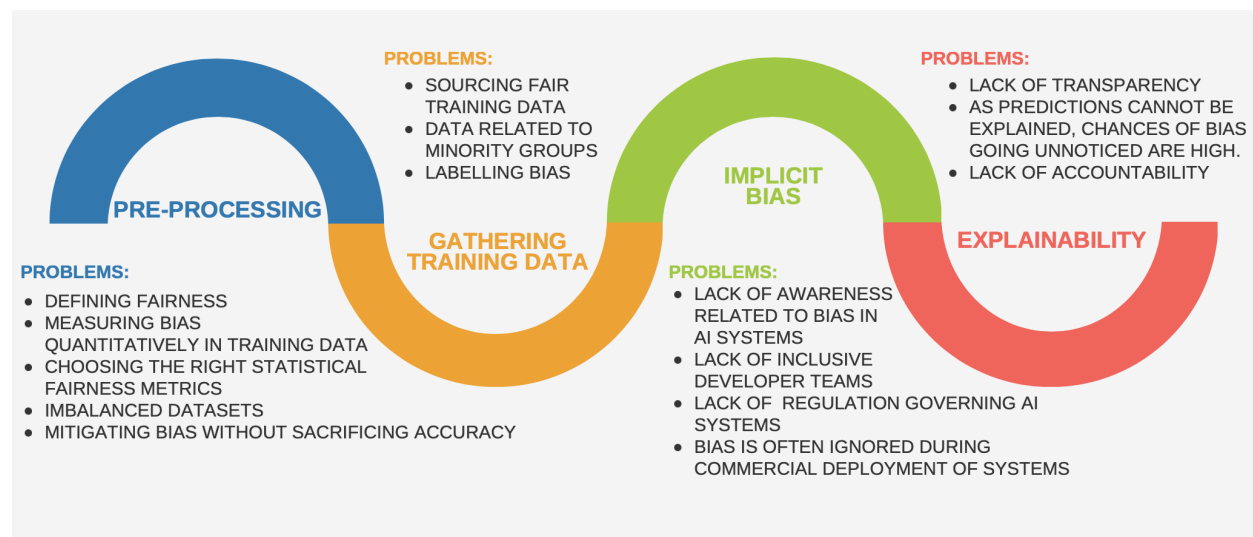 PRE-PROCESSING
PROBLEMS:
● DEFINING FAIRNESS
● MEASURING BIAS
QUANTITATIVELY IN TRAINING DATA
● CHOOSING THE RIGHT STATISTICAL
FAIRNESS METRICS
● IMBALANCED DATASETS
● MITIGATING BIAS WITHOUT SACRIFICING ACCURACY
PROBLEMS:
● SOURCING FAIR
TRAINING DATA
● DATA RELATED TO
MINORITY GROUPS
● LABELLING BIAS
GATHERING
TRAINING DATA
IMPLICIT
BIAS
PROBLEMS:
● LACK OF AWARENESS
RELATED TO BIAS IN
AI SYSTEMS
● LACK OF INCLUSIVE
DEVELOPER TEAMS
● LACK OF  REGULATION GOVERNING AI
SYSTEMS
● BIAS IS OFTEN IGNORED DURING
COMMERCIAL DEPLOYMENT OF SYSTEMS
PROBLEMS:
● LACK OF TRANSPARENCY
● AS PREDICTIONS CANNOT BE
EXPLAINED, CHANCES OF BIAS
GOING UNNOTICED ARE HIGH.
● LACK OF ACCOUNTABILITY
EXPLAINABILITY